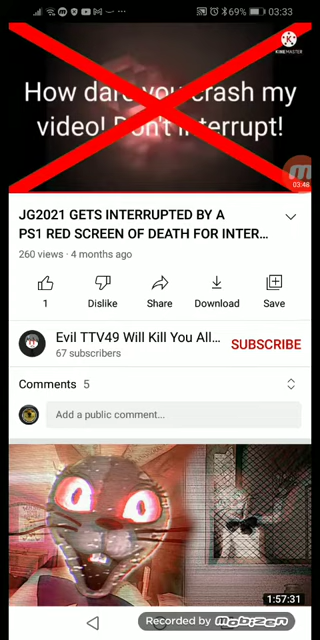 69% 03:33
KINEMASTER
How dare you crash my
video! Don't interrupt!
03:48
JG2021 GETS INTERRUPTED BY A
PS1 RED SCREEN OF DEATH FOR INTER...
260 views · 4 months ago
1 Dislike Share Download Save
Evil TTV49 Will Kill You All...
67 subscribers
SUBSCRIBE
Comments 5
Add a public comment...
1:57:31
Recorded by Mobizen